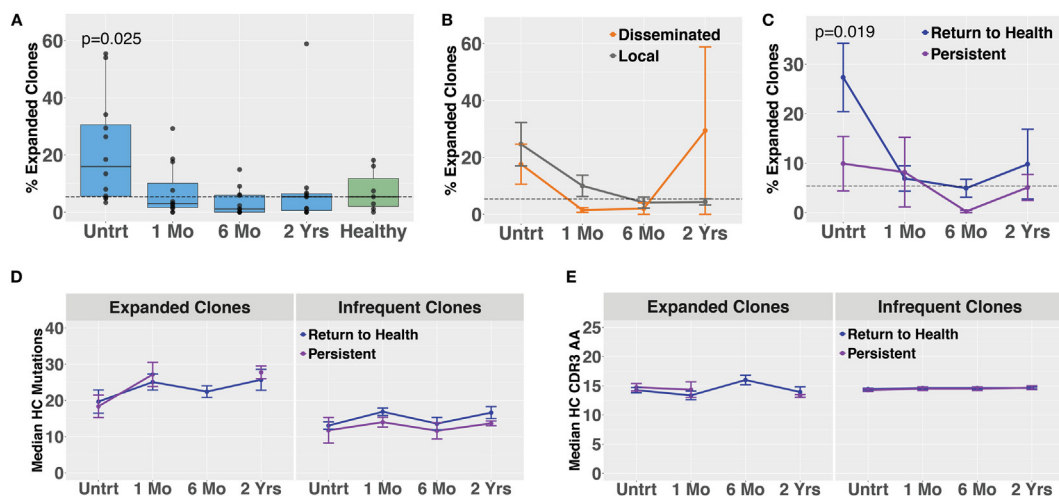 A
% Expanded Clones
60
40
20
0
p=0.025
Untrt 1 Mo 6 Mo 2 Yrs Healthy
B
% Expanded Clones
60
40
20
0
Disseminated
Local
Untrt 1 Mo 6 Mo 2 Yrs
C
% Expanded Clones
30
20
10
0
p=0.019
Return to Health
Persistent
Untrt 1 Mo 6 Mo 2 Yrs
D
Median HC Mutations
40
30
20
10
0
Expanded Clones Infrequent Clones
Return to Health
Persistent
Untrt 1 Mo 6 Mo 2 Yrs Untrt 1 Mo 6 Mo 2 Yrs
E
Median HC CDR3 AA
25
20
15
10
5
0
Expanded Clones Infrequent Clones
Return to Health
Persistent
Untrt 1 Mo 6 Mo 2 Yrs Untrt 1 Mo 6 Mo 2 Yrs